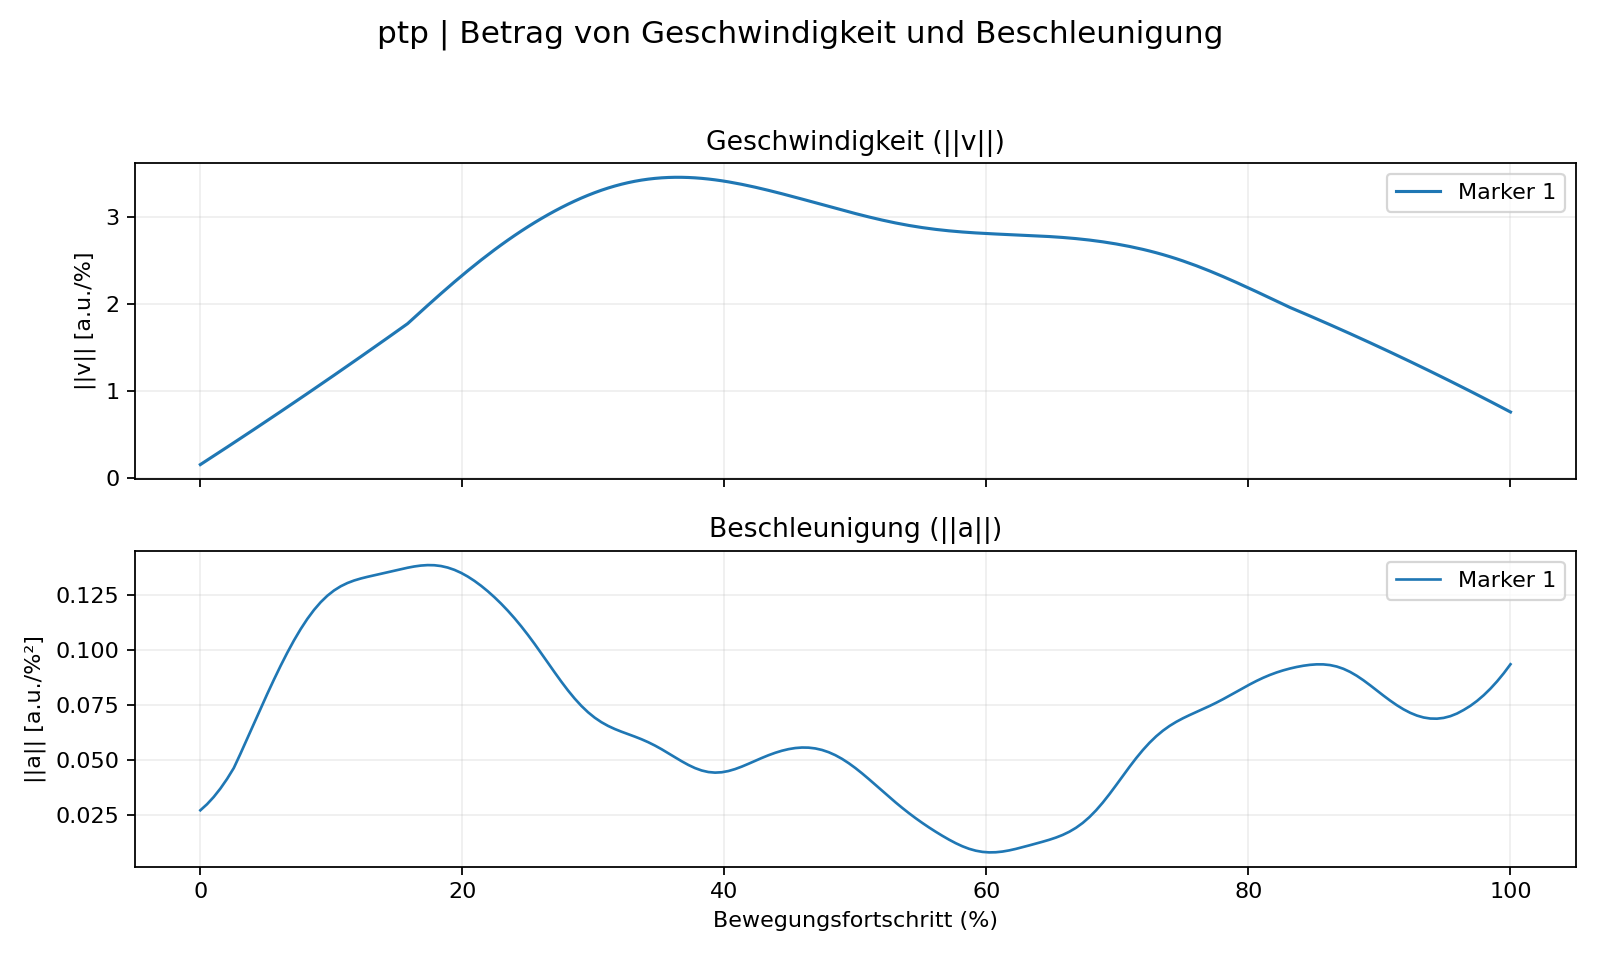 ptp | Betrag von Geschwindigkeit und Beschleunigung
Geschwindigkeit (||v||)
Marker 1
||v|| [a.u./%]
3
2
1
0
Beschleunigung (||a||)
Marker 1
||a|| [a.u./%²]
0.125
0.100
0.075
0.050
0.025
0 20 40 60 80 100
Bewegungsfortschritt (%)